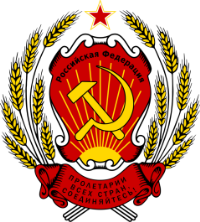 Российская Федерация
ПРОЛЕТАРИИ
ВСЕХ СТРАН,
СОЕДИНЯЙТЕСЬ!